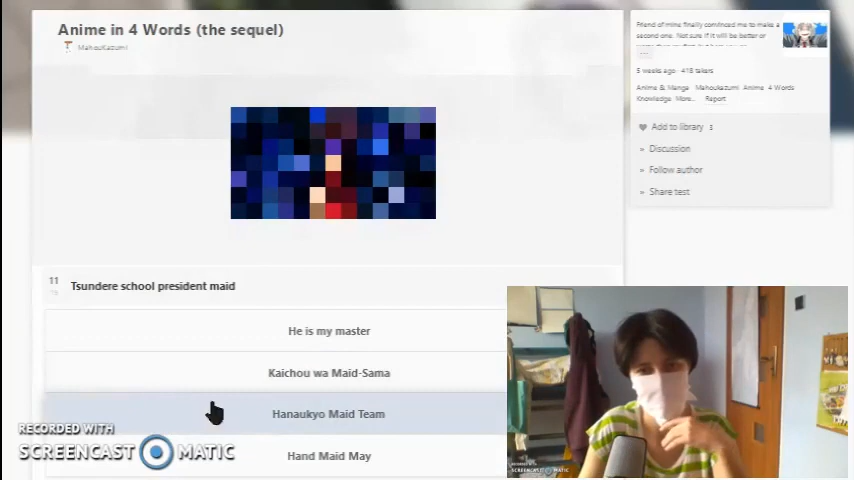 Anime in 4 Words (the sequel)
MahouKazumi
Friend of mine finally convinced me to make a
second one. Not sure if it will be better or
...
5 weeks ago · 418 takers
Anime & Manga Mahoukazumi Anime 4 Words
Knowledge More... Report
Add to library 3
» Discussion
» Follow author
» Share test
11
Tsundere school president maid
He is my master
Kaichou wa Maid-Sama
Hanaukyo Maid Team
Hand Maid May
RECORDED WITH
SCREENCAST MATIC